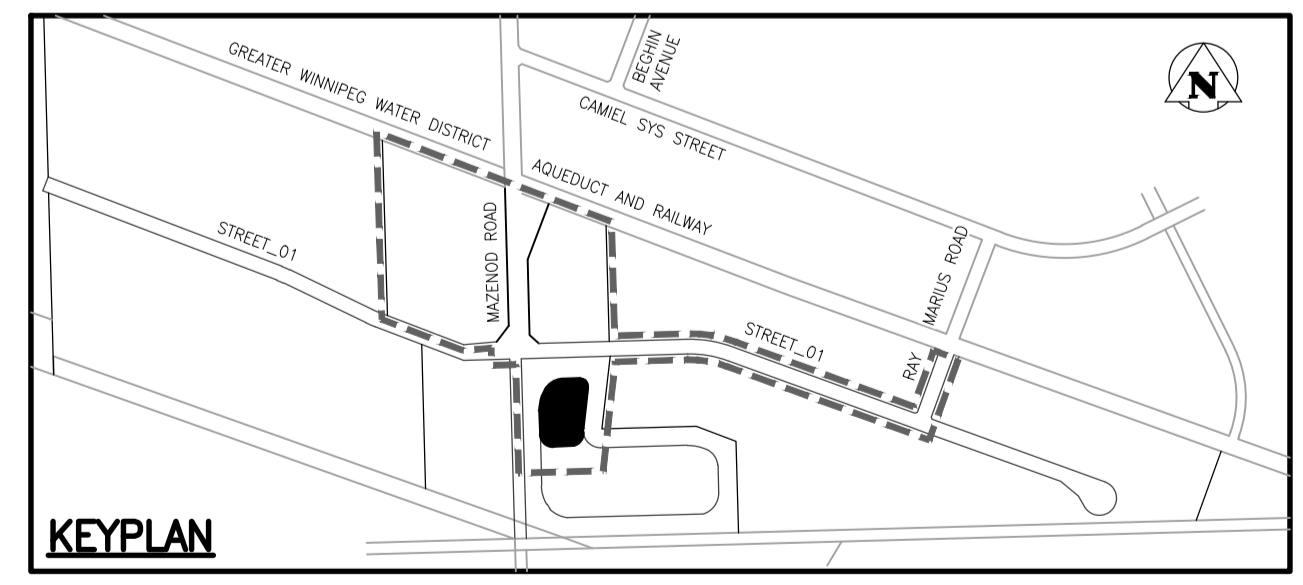 BEGHIN
AVENUE
GREATER WINNIPEG WATER DISTRICT
N
CAMIEL SYS STREET
AQUEDUCT AND RAILWAY
STREET_01
MAZENOD ROAD
RAY MARIUS ROAD
STREET_01
KEYPLAN